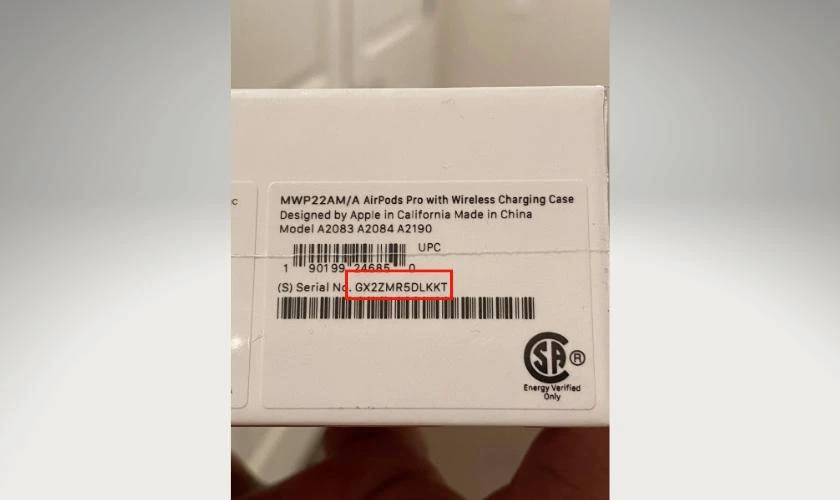 c
MWP22AM/A AirPods Pro with Wireless Charging Case
Designed by Apple in California Made in China
Model A2083 A2084 A2190
UPC
1 90199 24685 0
(S) Serial No. GX2ZMR5DLKKT
SA ®
Energy Verified
Only